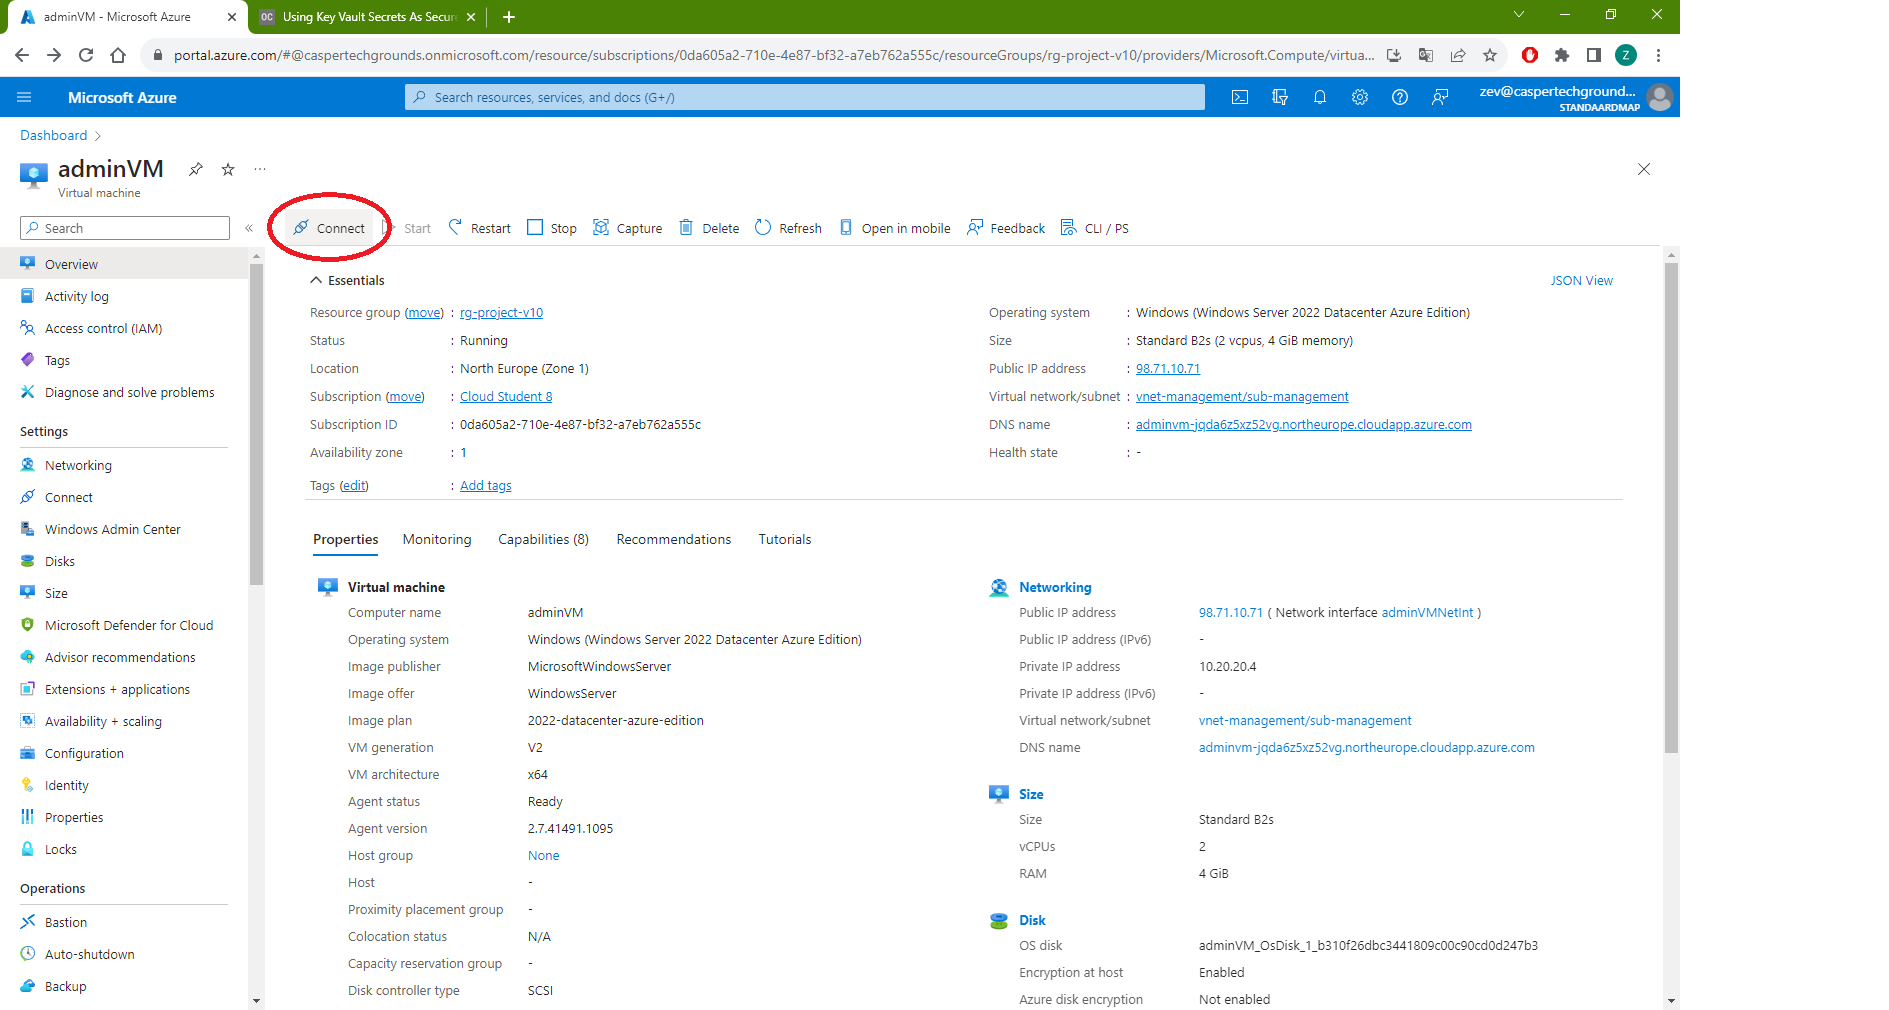 adminVM - Microsoft Azure
OC Using Key Vault Secrets As Secur
portal.azure.com/#@caspertechgrounds.onmicrosoft.com/resource/subscriptions/0da605a2-710e-4e87-bf32-a7eb762a555c/resourceGroups/rg-project-v10/providers/Microsoft.Compute/virtua...
Z
Microsoft Azure
Search resources, services, and docs (G+/)
zev@caspertechground...
STANDAARDMAP
Dashboard
adminVM
Virtual machine
Search
Connect
Start
Restart
Stop
Capture
Delete
Refresh
Open in mobile
Feedback
CLI / PS
Overview
Activity log
Access control (IAM)
Tags
Diagnose and solve problems
Settings
Networking
Connect
Windows Admin Center
Disks
Size
Microsoft Defender for Cloud
Advisor recommendations
Extensions + applications
Availability + scaling
Configuration
Identity
Properties
Locks
Operations
Bastion
Auto-shutdown
Backup
Essentials
JSON View
Resource group (move) : rg-project-v10
Status : Running
Location : North Europe (Zone 1)
Subscription (move) : Cloud Student 8
Subscription ID : 0da605a2-710e-4e87-bf32-a7eb762a555c
Availability zone : 1
Tags (edit) : Add tags
Operating system : Windows (Windows Server 2022 Datacenter Azure Edition)
Size : Standard B2s (2 vcpus, 4 GiB memory)
Public IP address : 98.71.10.71
Virtual network/subnet : vnet-management/sub-management
DNS name : adminvm-jqda6z5xz52vg.northeurope.cloudapp.azure.com
Health state : -
Properties
Monitoring
Capabilities (8)
Recommendations
Tutorials
Virtual machine
Computer name adminVM
Operating system Windows (Windows Server 2022 Datacenter Azure Edition)
Image publisher MicrosoftWindowsServer
Image offer WindowsServer
Image plan 2022-datacenter-azure-edition
VM generation V2
VM architecture x64
Agent status Ready
Agent version 2.7.41491.1095
Host group None
Host -
Proximity placement group -
Colocation status N/A
Capacity reservation group -
Disk controller type SCSI
Networking
Public IP address 98.71.10.71 ( Network interface adminVMNetInt )
Public IP address (IPv6) -
Private IP address 10.20.20.4
Private IP address (IPv6) -
Virtual network/subnet vnet-management/sub-management
DNS name adminvm-jqda6z5xz52vg.northeurope.cloudapp.azure.com
Size
Size Standard B2s
vCPUs 2
RAM 4 GiB
Disk
OS disk adminVM_OsDisk_1_b310f26dbc3441809c00c90cd0d247b3
Encryption at host Enabled
Azure disk encryption Not enabled